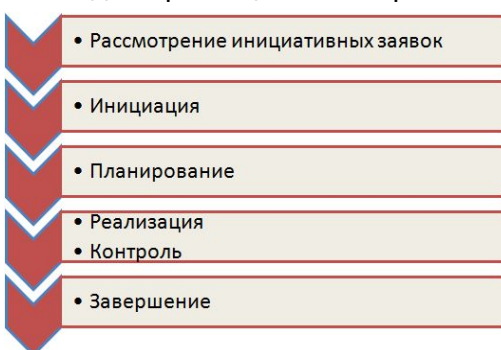 • Рассмотрение инициативных заявок
• Инициация
• Планирование
• Реализация
• Контроль
• Завершение